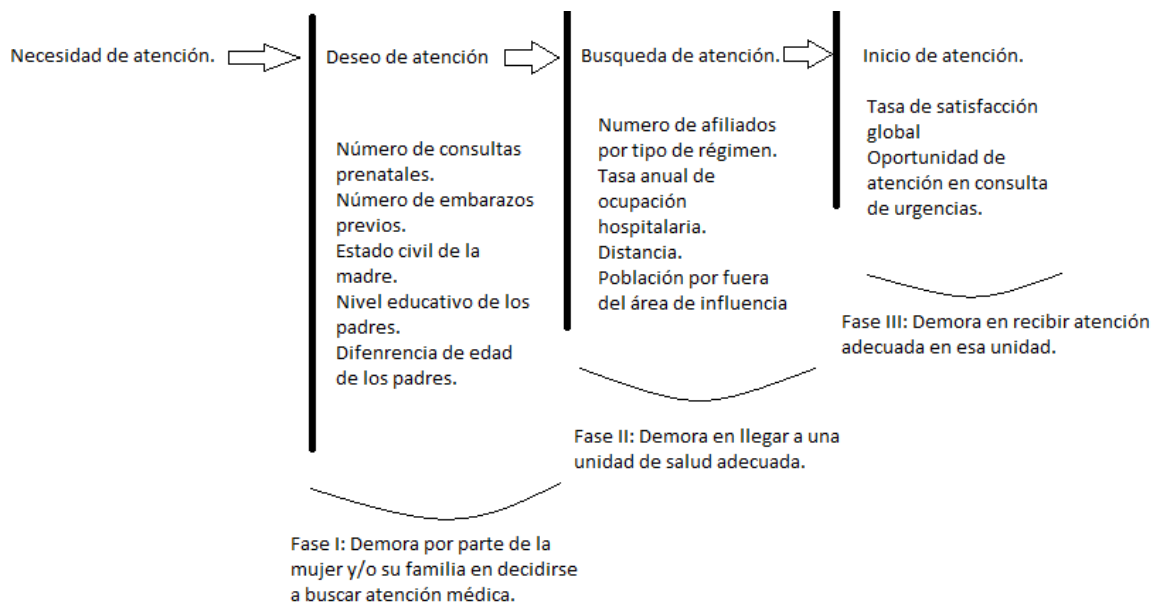 Necesidad de atención.
Deseo de atención
Busqueda de atención.
Inicio de atención.
Número de consultas
prenatales.
Número de embarazos
previos.
Estado civil de la
madre.
Nivel educativo de los
padres.
Difenrencia de edad
de los padres.
Numero de afiliados
por tipo de régimen.
Tasa anual de
ocupación
hospitalaria.
Distancia.
Población por fuera
del área de influencia
Tasa de satisfacción
global
Oportunidad de
atención en consulta
de urgencias.
Fase III: Demora en recibir atención
adecuada en esa unidad.
Fase II: Demora en llegar a una
unidad de salud adecuada.
Fase I: Demora por parte de la
mujer y/o su familia en decidirse
a buscar atención médica.